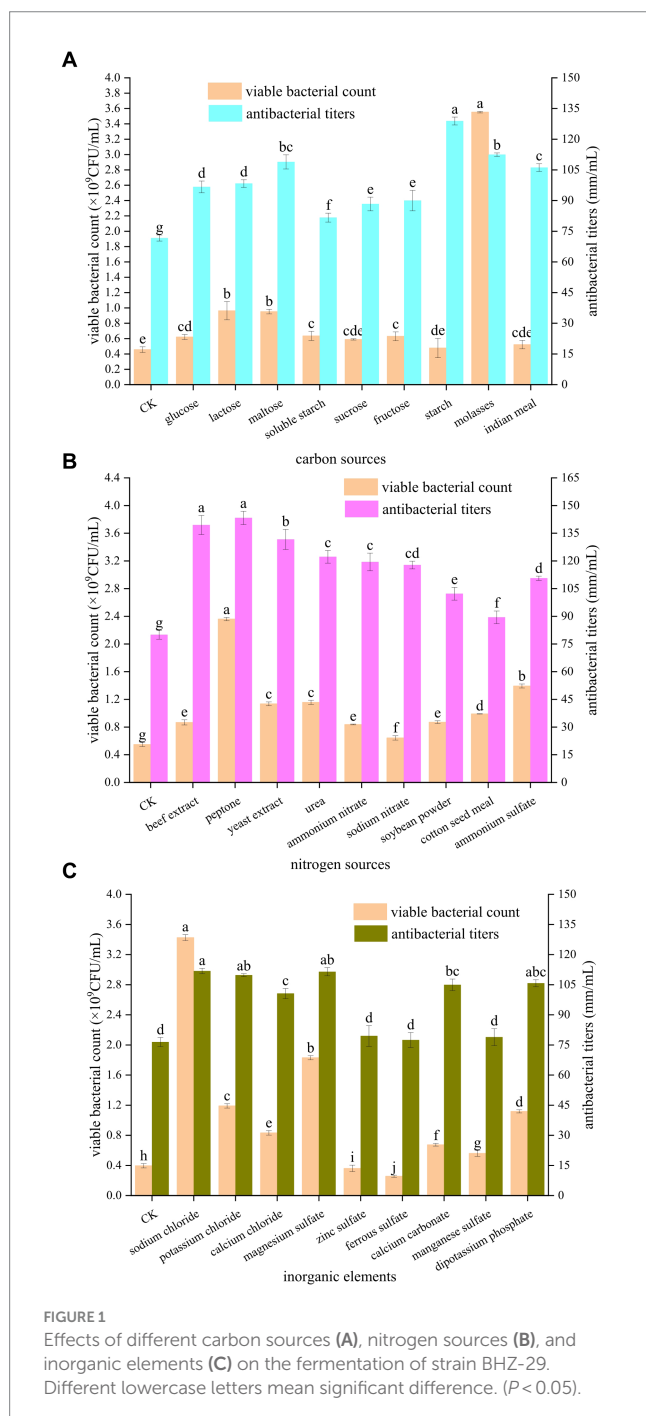 A
viable bacterial count
antibacterial titers
viable bacterial count (×10⁹CFU/mL)
4.0
3.8
3.6
3.4
3.2
3.0
2.8
2.6
2.4
2.2
2.0
1.8
1.6
1.4
1.2
1.0
0.8
0.6
0.4
0.2
0.0
150
135
120
105
90
75
60
45
30
15
0
antibacterial titers (mm/mL)
e g cd d b d b bc c f cde e c e de a a b cde c
CK glucose lactose maltose soluble starch sucrose fructose starch molasses indian meal
carbon sources
B
viable bacterial count
antibacterial titers
viable bacterial count (×10⁹CFU/mL)
4.4
4.0
3.6
3.2
2.8
2.4
2.0
1.6
1.2
0.8
0.4
0.0
165
150
135
120
105
90
75
60
45
30
15
0
antibacterial titers (mm/mL)
g g e a a a c b c c e c f cd e e d f b d
CK beef extract peptone yeast extract urea ammonium nitrate sodium nitrate soybean powder cotton seed meal ammonium sulfate
nitrogen sources
C
viable bacterial count
antibacterial titers
viable bacterial count (×10⁹CFU/mL)
4.0
3.6
3.2
2.8
2.4
2.0
1.6
1.2
0.8
0.4
0.0
150
135
120
105
90
75
60
45
30
15
0
antibacterial titers (mm/mL)
h d a a c ab e c b ab i d j d f bc g d f abc
CK sodium chloride potassium chloride calcium chloride magnesium sulfate zinc sulfate ferrous sulfate calcium carbonate manganese sulfate dipotassium phosphate
inorganic elements
FIGURE 1
Effects of different carbon sources (A), nitrogen sources (B), and
inorganic elements (C) on the fermentation of strain BHZ-29.
Different lowercase letters mean significant difference. (P < 0.05).